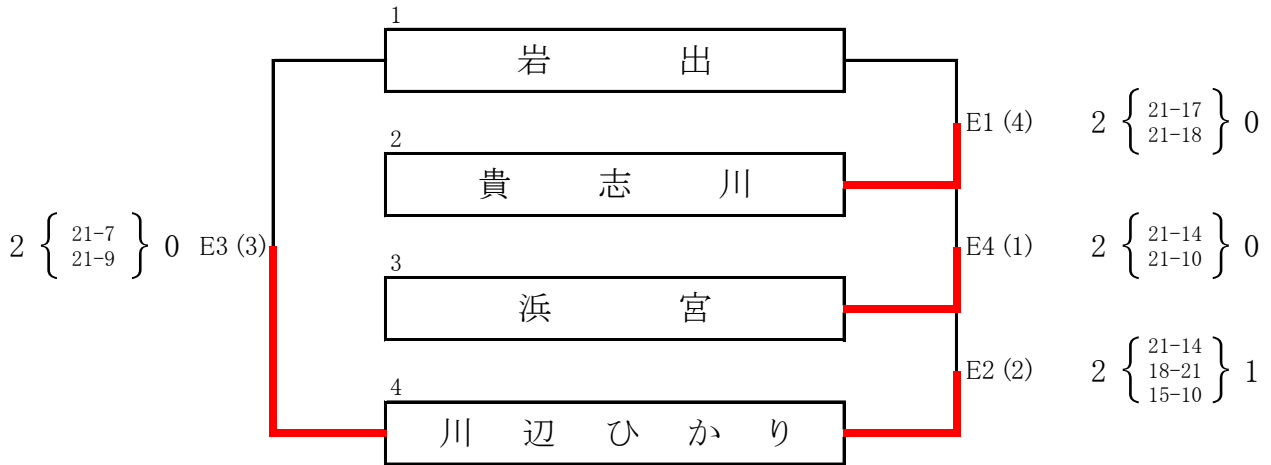 1
岩出
E1 (4) 2 { 21-17 21-18 } 0
2
貴志川
2 { 21-7 21-9 } 0 E3 (3)
E4 (1) 2 { 21-14 21-10 } 0
3
浜宮
E2 (2) 2 { 21-14 18-21 15-10 } 1
4
川辺ひかり